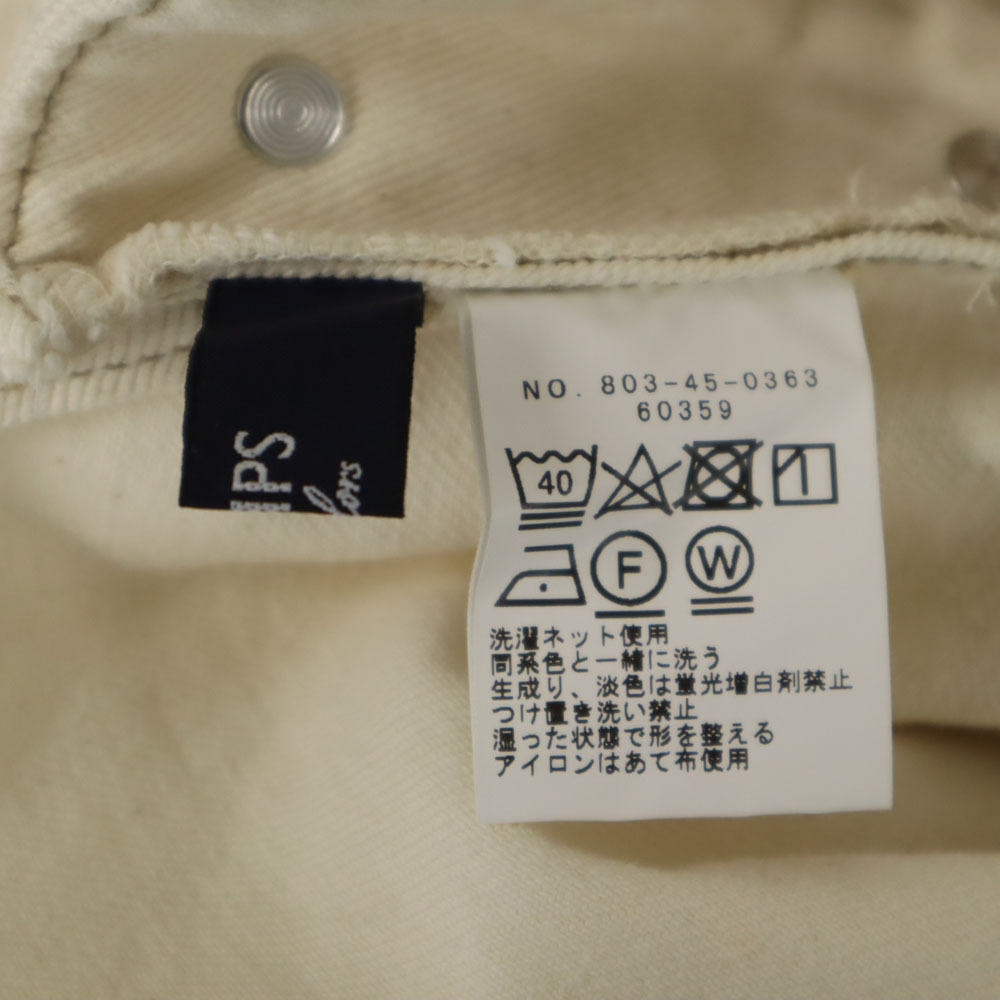 PS
lors
NO. 803-45-0363
60359
40
F
W
洗濯ネット使用
同系色と一緒に洗う
生成り、淡色は蛍光増白剤禁止
つけ置き洗い禁止
湿った状態で形を整える
アイロンはあて布使用